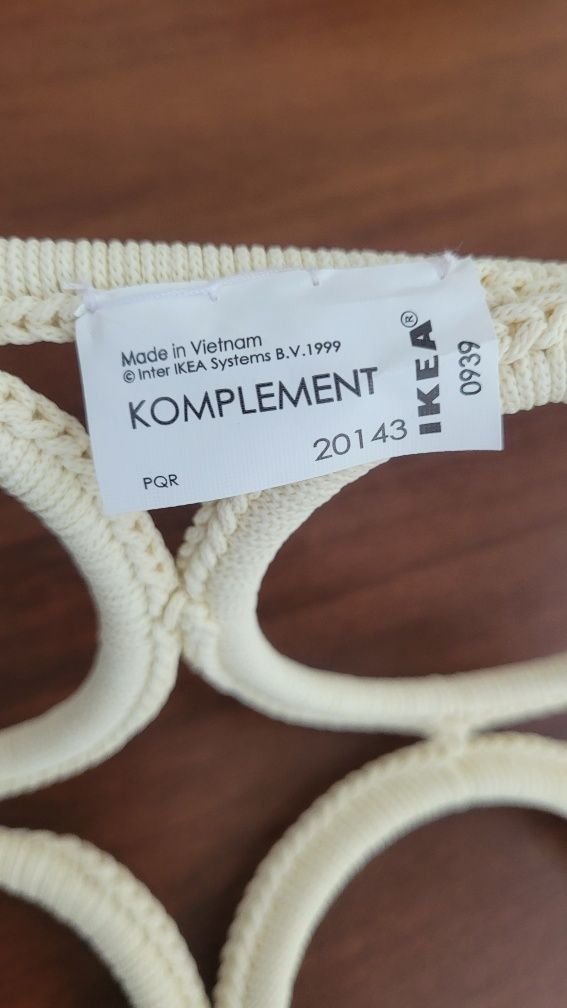 Made in Vietnam
© Inter IKEA Systems B.V.1999
KOMPLEMENT
20143
PQR
IKEA®
0939